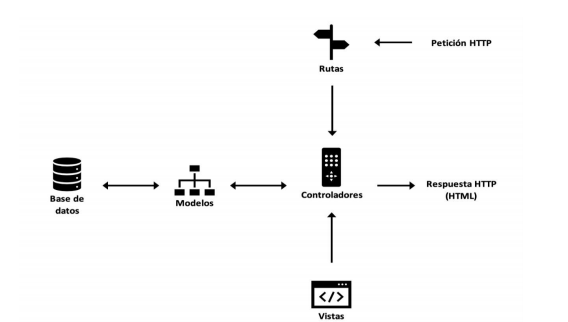 Petición HTTP
Rutas
Base de
datos
Modelos
Controladores
Respuesta HTTP
(HTML)
</>
Vistas